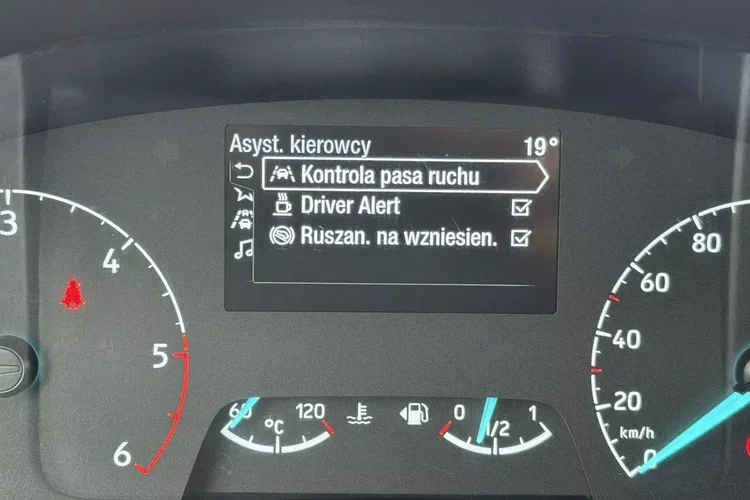 Asyst. kierowcy 19°
Kontrola pasa ruchu
Driver Alert
Ruszan. na wzniesien.
3
4
5
6
80
60
40
20
0
km/h
60 120
°C
0 1/2 1